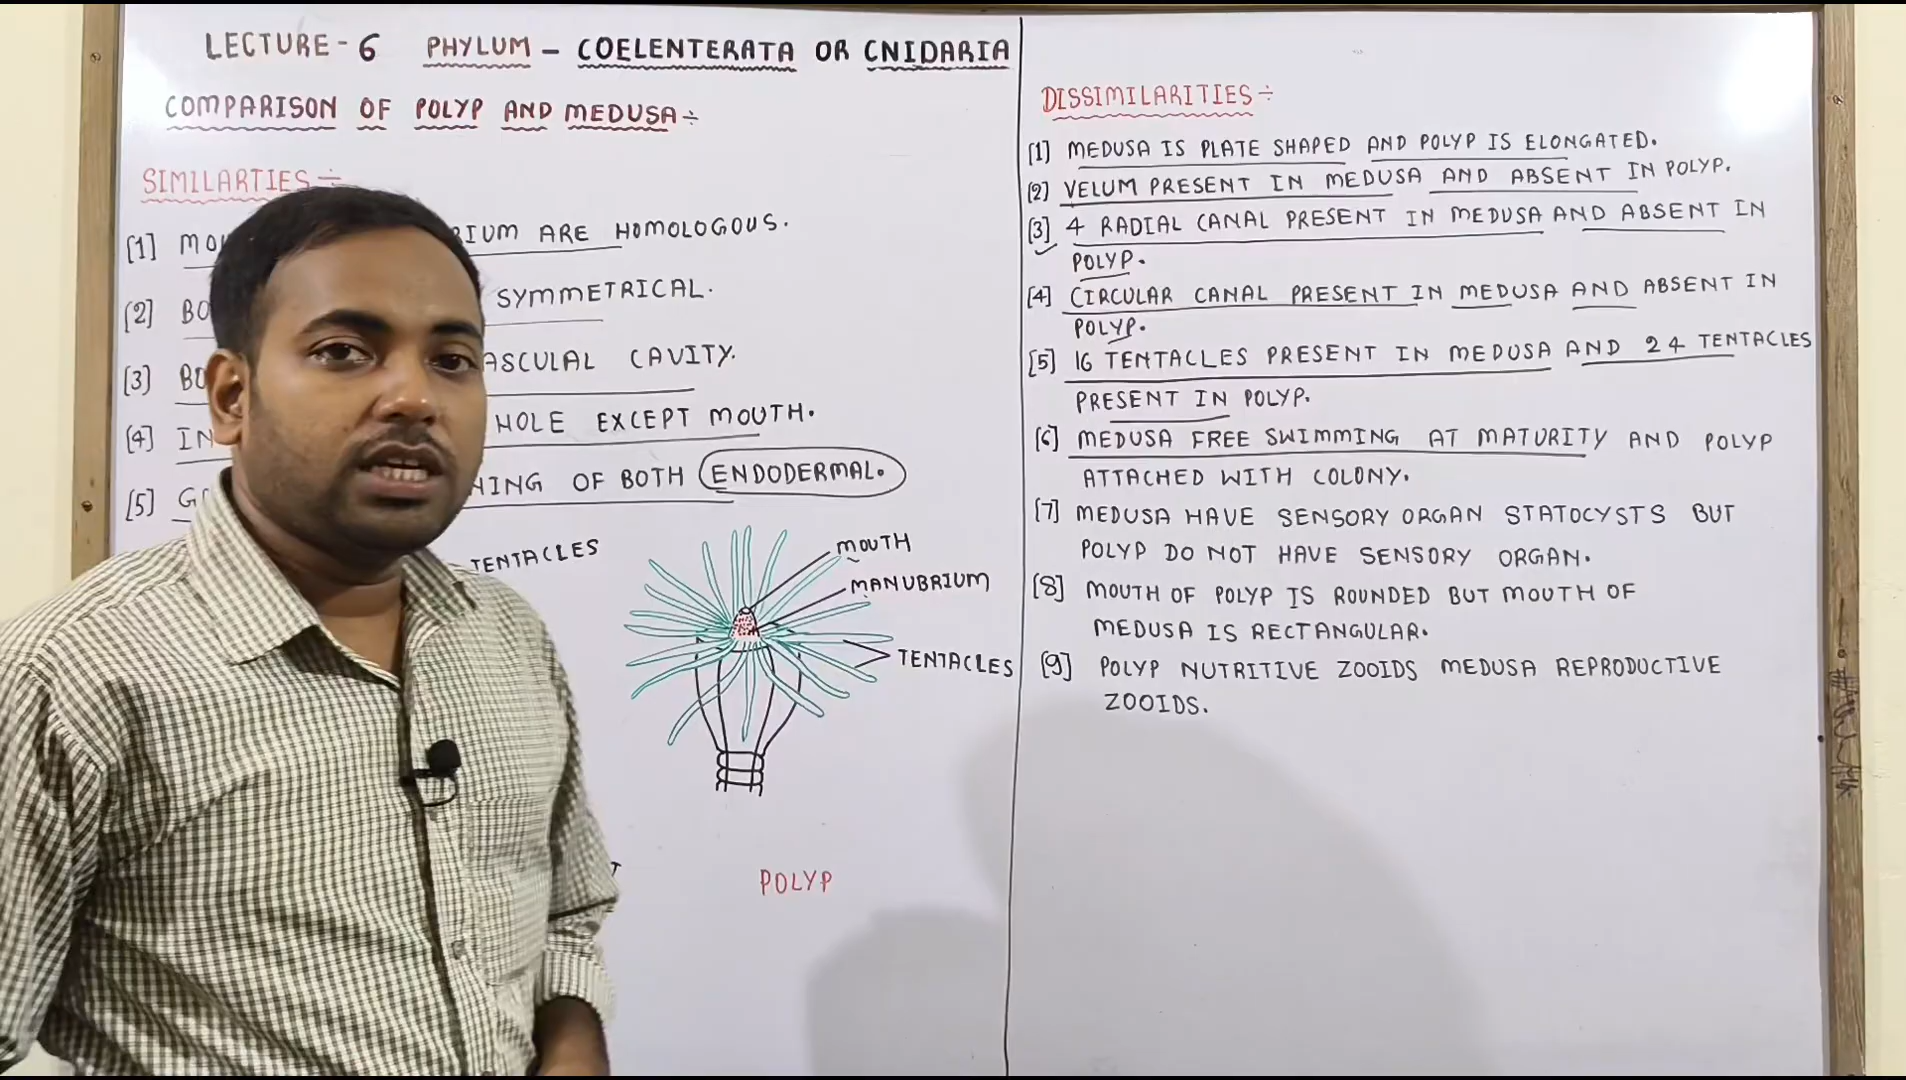 LECTURE-6 PHYLUM - COELENTERATA OR CNIDARIA
COMPARISON OF POLYP AND MEDUSA÷
SIMILARTIES÷
[1] ARE HOMOLOGOUS.
[2] SYMMETRICAL.
[3] CAVITY.
[4] IN HOLE EXCEPT MOUTH.
[5] OF BOTH ENDODERMAL.
TENTACLES
MOUTH
MANUBRIUM
TENTACLES
POLYP
DISSIMILARITIES÷
[1] MEDUSA IS PLATE SHAPED AND POLYP IS ELONGATED.
[2] VELUM PRESENT IN MEDUSA AND ABSENT IN POLYP.
[3] 4 RADIAL CANAL PRESENT IN MEDUSA AND ABSENT IN
POLYP.
[4] CIRCULAR CANAL PRESENT IN MEDUSA AND ABSENT IN
POLYP.
[5] 16 TENTACLES PRESENT IN MEDUSA AND 24 TENTACLES
PRESENT IN POLYP.
[6] MEDUSA FREE SWIMMING AT MATURITY AND POLYP
ATTACHED WITH COLONY.
[7] MEDUSA HAVE SENSORY ORGAN STATOCYSTS BUT
POLYP DO NOT HAVE SENSORY ORGAN.
[8] MOUTH OF POLYP IS ROUNDED BUT MOUTH OF
MEDUSA IS RECTANGULAR.
[9] POLYP NUTRITIVE ZOOIDS MEDUSA REPRODUCTIVE
ZOOIDS.